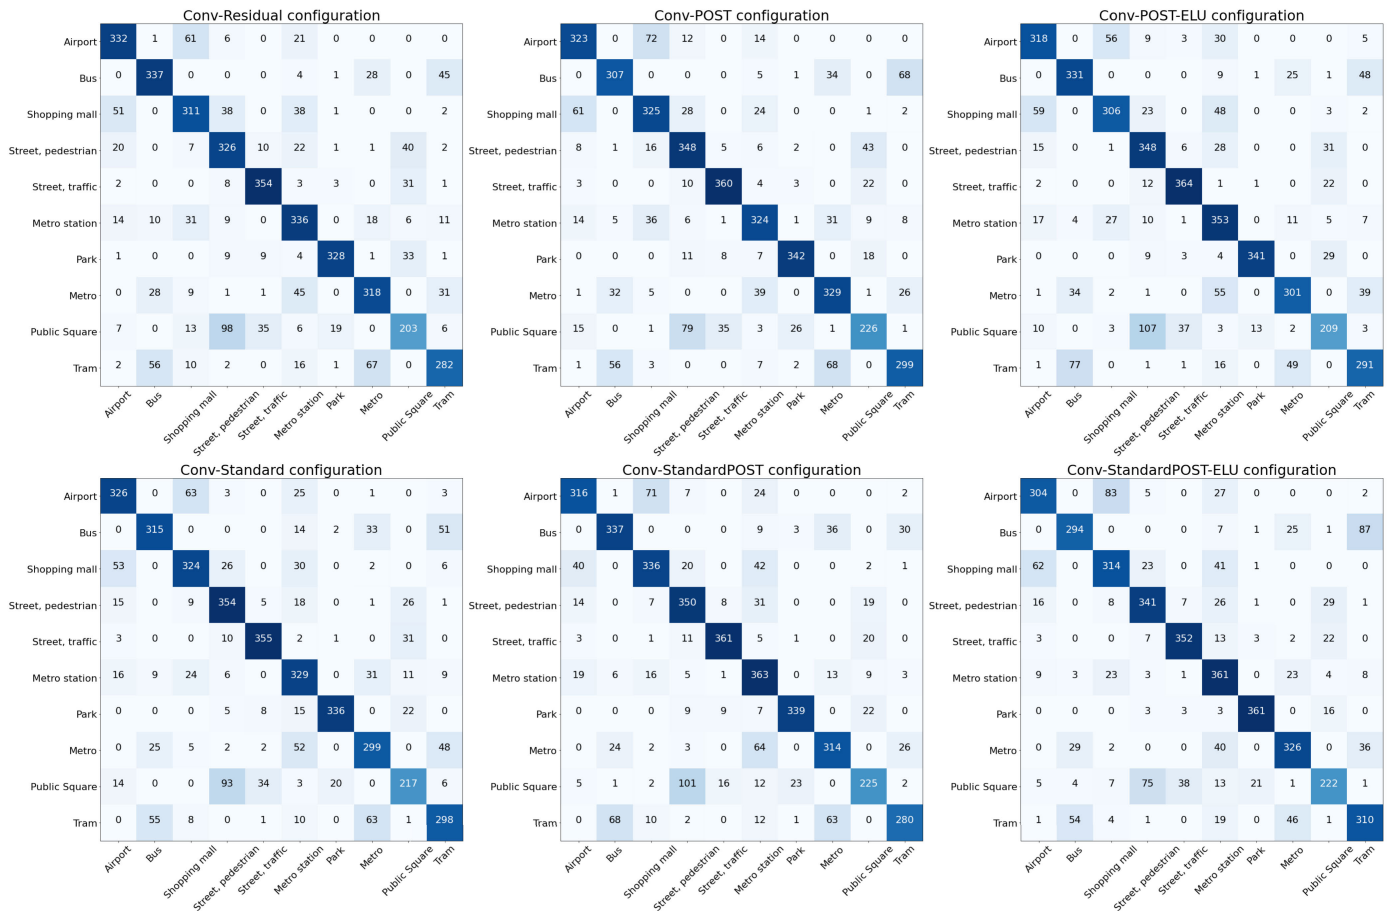 Conv-Residual configuration
Airport 332 1 61 6 0 21 0 0 0 0
Bus 0 337 0 0 0 4 1 28 0 45
Shopping mall 51 0 311 38 0 38 1 0 0 2
Street, pedestrian 20 0 7 326 10 22 1 1 40 2
Street, traffic 2 0 0 8 354 3 3 0 31 1
Metro station 14 10 31 9 0 336 0 18 6 11
Park 1 0 0 9 9 4 328 1 33 1
Metro 0 28 9 1 1 45 0 318 0 31
Public Square 7 0 13 98 35 6 19 0 203 6
Tram 2 56 10 2 0 16 1 67 0 282
Airport Bus Shopping mall Street, pedestrian Street, traffic Metro station Park Metro Public Square Tram
Conv-POST configuration
323 0 72 12 0 14 0 0 0 0
0 307 0 0 0 5 1 34 0 68
61 0 325 28 0 24 0 0 1 2
8 1 16 348 5 6 2 0 43 0
3 0 0 10 360 4 3 0 22 0
14 5 36 6 1 324 1 31 9 8
0 0 0 11 8 7 342 0 18 0
1 32 5 0 0 39 0 329 1 26
15 0 1 79 35 3 26 1 226 1
1 56 3 0 0 7 2 68 0 299
Airport Bus Shopping mall Street, pedestrian Street, traffic Metro station Park Metro Public Square Tram
Conv-POST-ELU configuration
Airport 318 0 56 9 3 30 0 0 0 5
Bus 0 331 0 0 0 9 1 25 1 48
Shopping mall 59 0 306 23 0 48 0 0 3 2
Street, pedestrian 15 0 1 348 6 28 0 0 31 0
Street, traffic 2 0 0 12 364 1 1 0 22 0
Metro station 17 4 27 10 1 353 0 11 5 7
Park 0 0 0 9 3 4 341 0 29 0
Metro 1 34 2 1 0 55 0 301 0 39
Public Square 10 0 3 107 37 3 13 2 209 3
Tram 1 77 0 1 1 16 0 49 0 291
Airport Bus Shopping mall Street, pedestrian Street, traffic Metro station Park Metro Public Square Tram
Conv-Standard configuration
Airport 326 0 63 3 0 25 0 1 0 3
Bus 0 315 0 0 0 14 2 33 0 51
Shopping mall 53 0 324 26 0 30 0 2 0 6
Street, pedestrian 15 0 9 354 5 18 0 1 26 1
Street, traffic 3 0 0 10 355 2 1 0 31 0
Metro station 16 9 24 6 0 329 0 31 11 9
Park 0 0 0 5 8 15 336 0 22 0
Metro 0 25 5 2 2 52 0 299 0 48
Public Square 14 0 0 93 34 3 20 0 217 6
Tram 0 55 8 0 1 10 0 63 1 298
Airport Bus Shopping mall Street, pedestrian Street, traffic Metro station Park Metro Public Square Tram
Conv-StandardPOST configuration
Airport 316 1 71 7 0 24 0 0 0 2
Bus 0 337 0 0 0 9 3 36 0 30
Shopping mall 40 0 336 20 0 42 0 0 2 1
Street, pedestrian 14 0 7 350 8 31 0 0 19 0
Street, traffic 3 0 1 11 361 5 1 0 20 0
Metro station 19 6 16 5 1 363 0 13 9 3
Park 0 0 0 9 9 7 339 0 22 0
Metro 0 24 2 3 0 64 0 314 0 26
Public Square 5 1 2 101 16 12 23 0 225 2
Tram 0 68 10 2 0 12 1 63 0 280
Airport Bus Shopping mall Street, pedestrian Street, traffic Metro station Park Metro Public Square Tram
Conv-StandardPOST-ELU configuration
Airport 304 0 83 5 0 27 0 0 0 2
Bus 0 294 0 0 0 7 1 25 1 87
Shopping mall 62 0 314 23 0 41 1 0 0 0
Street, pedestrian 16 0 8 341 7 26 1 0 29 1
Street, traffic 3 0 0 7 352 13 3 2 22 0
Metro station 9 3 23 3 1 361 0 23 4 8
Park 0 0 0 3 3 3 361 0 16 0
Metro 0 29 2 0 0 40 0 326 0 36
Public Square 5 4 7 75 38 13 21 1 222 1
Tram 1 54 4 1 0 19 0 46 1 310
Airport Bus Shopping mall Street, pedestrian Street, traffic Metro station Park Metro Public Square Tram